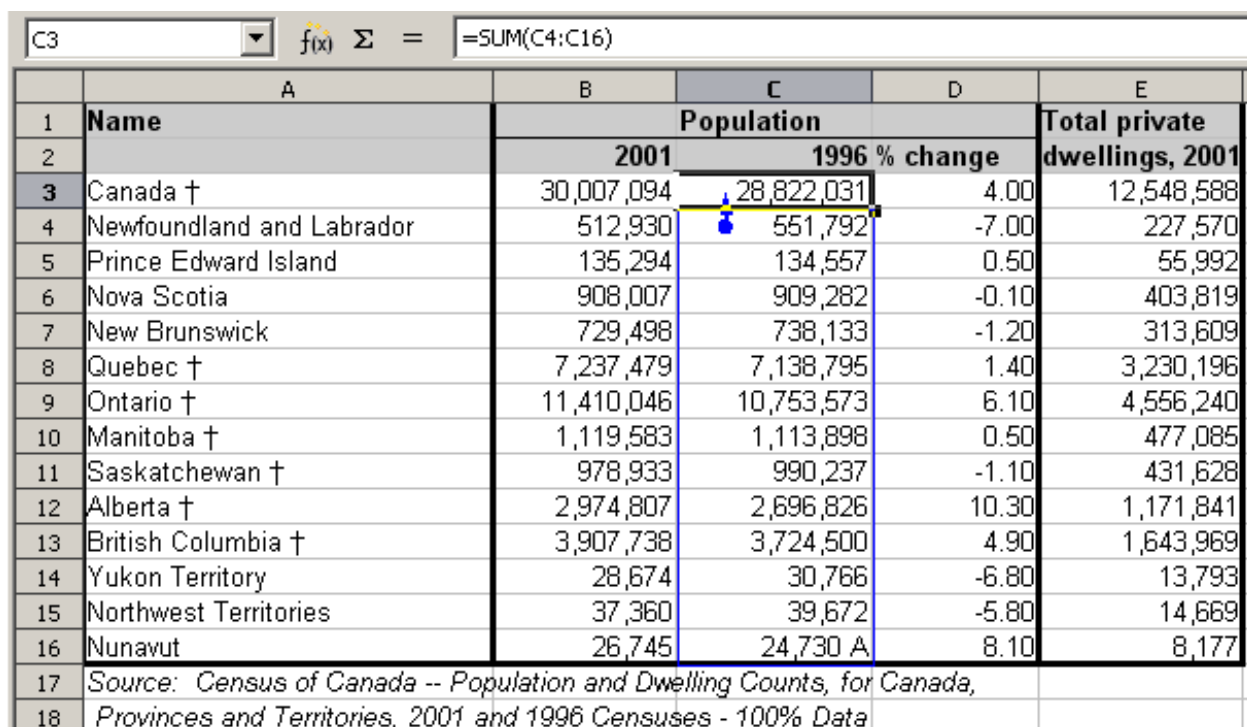 C3 f(x) Σ = =SUM(C4:C16)
A B C D E
1 Name Population Total private
2 2001 1996 % change dwellings, 2001
3 Canada † 30,007,094 28,822,031 4.00 12,548,588
4 Newfoundland and Labrador 512,930 551,792 -7.00 227,570
5 Prince Edward Island 135,294 134,557 0.50 55,992
6 Nova Scotia 908,007 909,282 -0.10 403,819
7 New Brunswick 729,498 738,133 -1.20 313,609
8 Quebec † 7,237,479 7,138,795 1.40 3,230,196
9 Ontario † 11,410,046 10,753,573 6.10 4,556,240
10 Manitoba † 1,119,583 1,113,898 0.50 477,085
11 Saskatchewan † 978,933 990,237 -1.10 431,628
12 Alberta † 2,974,807 2,696,826 10.30 1,171,841
13 British Columbia † 3,907,738 3,724,500 4.90 1,643,969
14 Yukon Territory 28,674 30,766 -6.80 13,793
15 Northwest Territories 37,360 39,672 -5.80 14,669
16 Nunavut 26,745 24,730 A 8.10 8,177
17 Source: Census of Canada -- Population and Dwelling Counts, for Canada,
18 Provinces and Territories, 2001 and 1996 Censuses - 100% Data